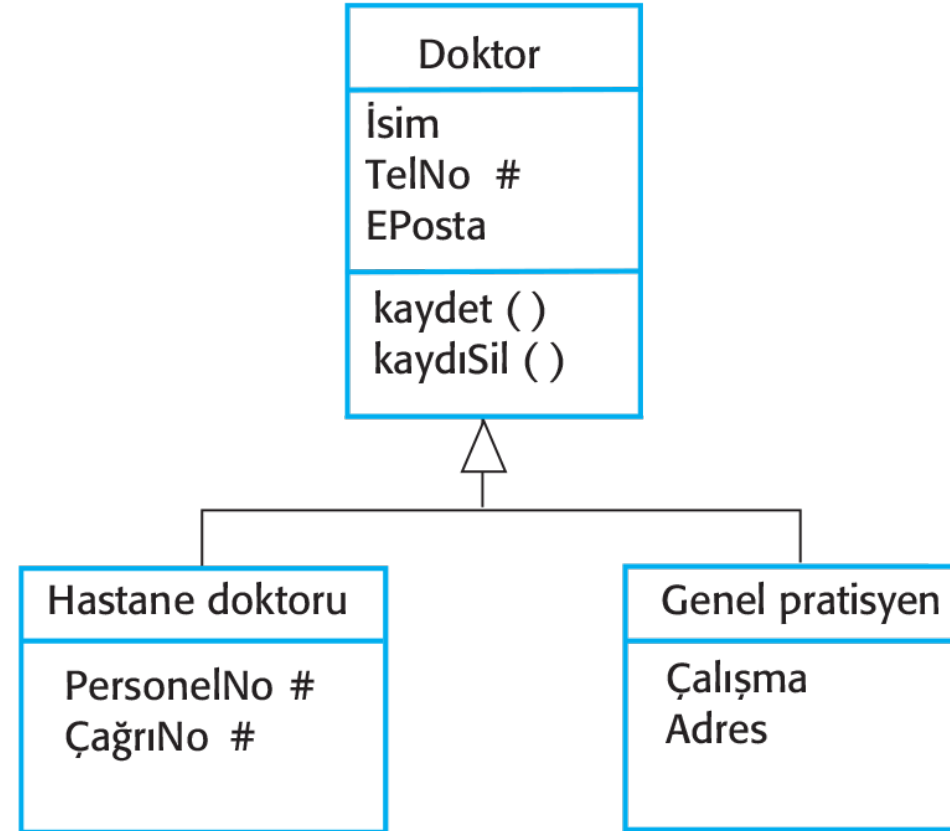 Doktor
İsim
TelNo #
EPosta
kaydet ( )
kaydıSil ( )
Hastane doktoru
PersonelNo #
ÇağrıNo #
Genel pratisyen
Çalışma
Adres